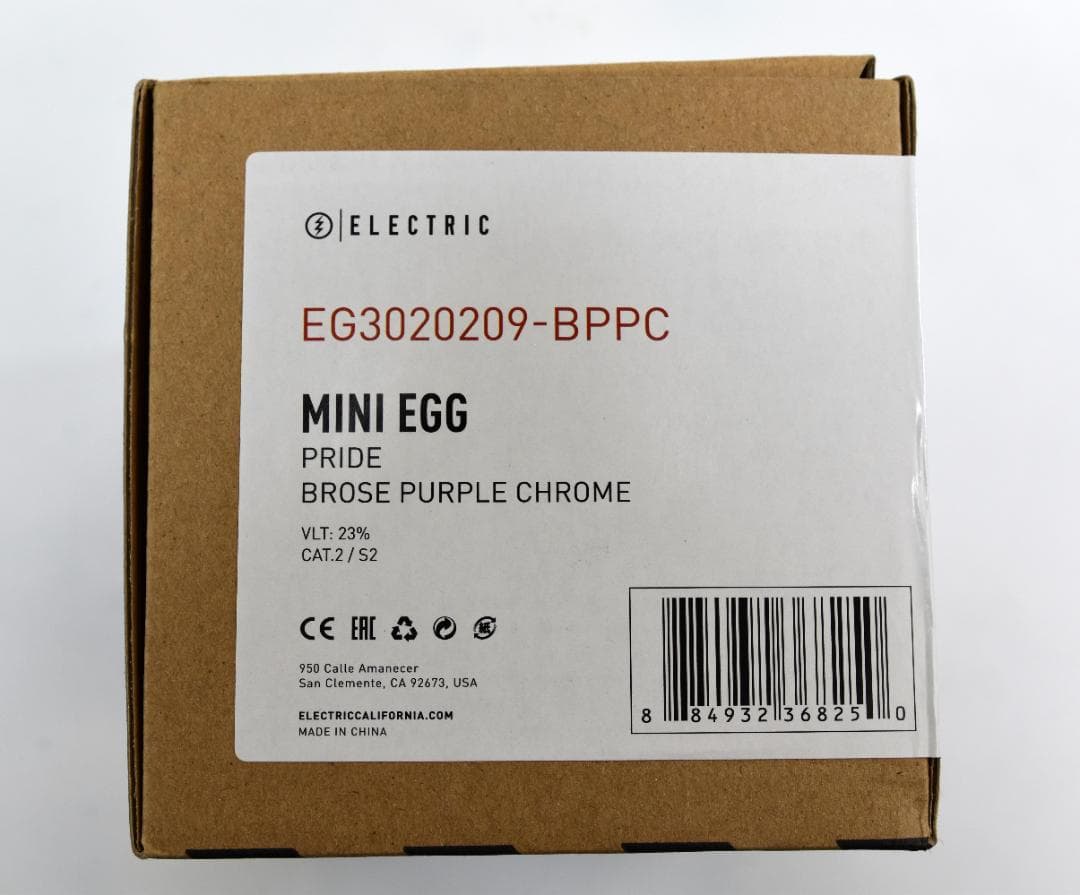 ELECTRIC
EG3020209-BPPC
MINI EGG
PRIDE
BROSE PURPLE CHROME
VLT: 23%
CAT.2 / S2
CE EAC 紙
950 Calle Amanecer
San Clemente, CA 92673, USA
ELECTRICCALIFORNIA.COM
MADE IN CHINA
8 84932 36825 0